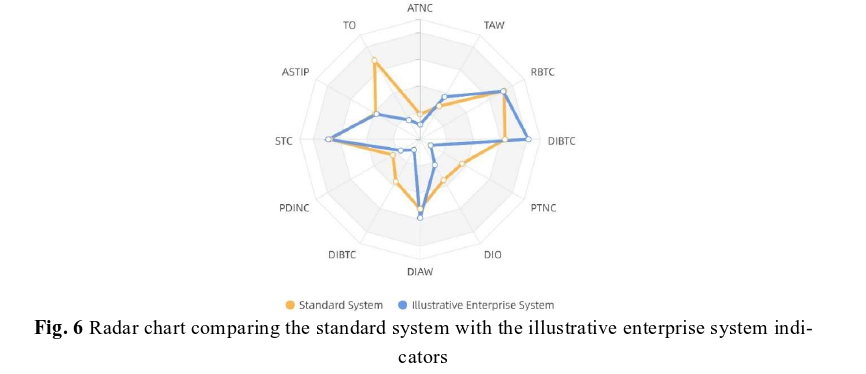 ATNC
TO
TAW
ASTIP
RBTC
STC
DIBTC
PDINC
PTNC
DIBTC
DIO
DIAW
Standard System
Illustrative Enterprise System
Fig. 6 Radar chart comparing the standard system with the illustrative enterprise system indi-
cators